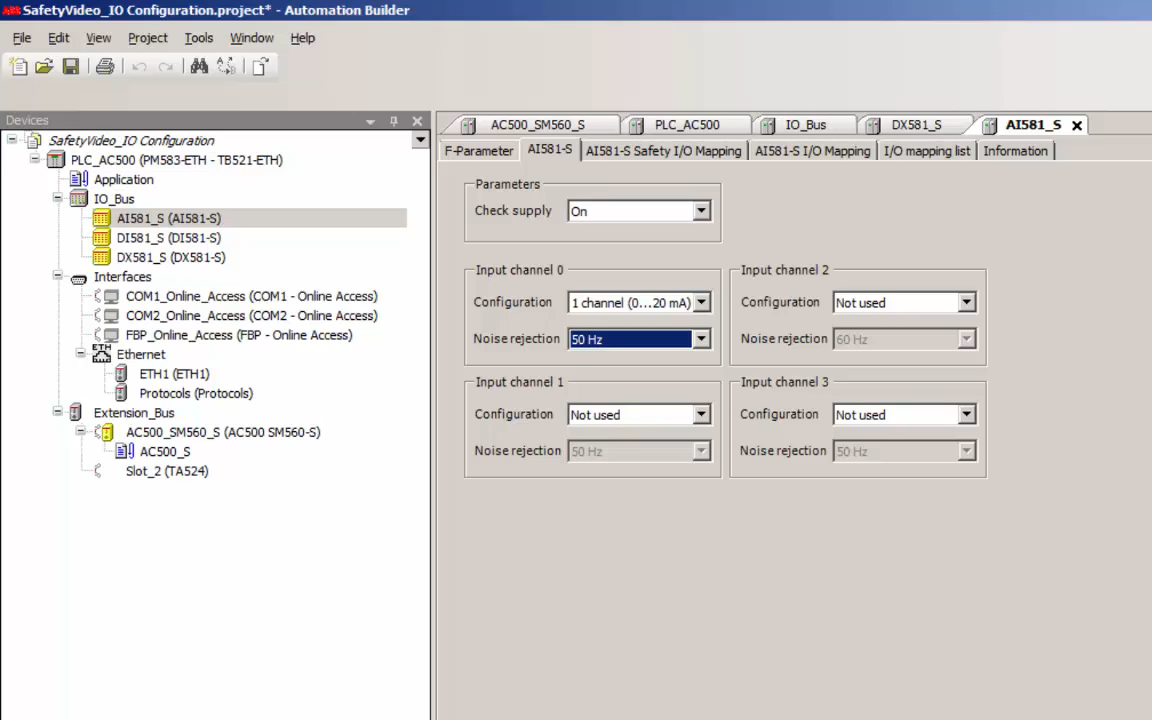 ABB SafetyVideo_IO Configuration.project* - Automation Builder
File Edit View Project Tools Window Help
Devices
SafetyVideo_IO Configuration
PLC_AC500 (PM583-ETH - TB521-ETH)
Application
IO_Bus
AI581_S (AI581-S)
DI581_S (DI581-S)
DX581_S (DX581-S)
Interfaces
COM1_Online_Access (COM1 - Online Access)
COM2_Online_Access (COM2 - Online Access)
FBP_Online_Access (FBP - Online Access)
ETH
Ethernet
ETH1 (ETH1)
Protocols (Protocols)
Extension_Bus
AC500_SM560_S (AC500 SM560-S)
AC500_S
Slot_2 (TA524)
AC500_SM560_S PLC_AC500 IO_Bus DX581_S AI581_S
F-Parameter AI581-S AI581-S Safety I/O Mapping AI581-S I/O Mapping I/O mapping list Information
Parameters
Check supply On
Input channel 0
Configuration 1 channel (0...20 mA)
Noise rejection 50 Hz
Input channel 2
Configuration Not used
Noise rejection 60 Hz
Input channel 1
Configuration Not used
Noise rejection 50 Hz
Input channel 3
Configuration Not used
Noise rejection 50 Hz